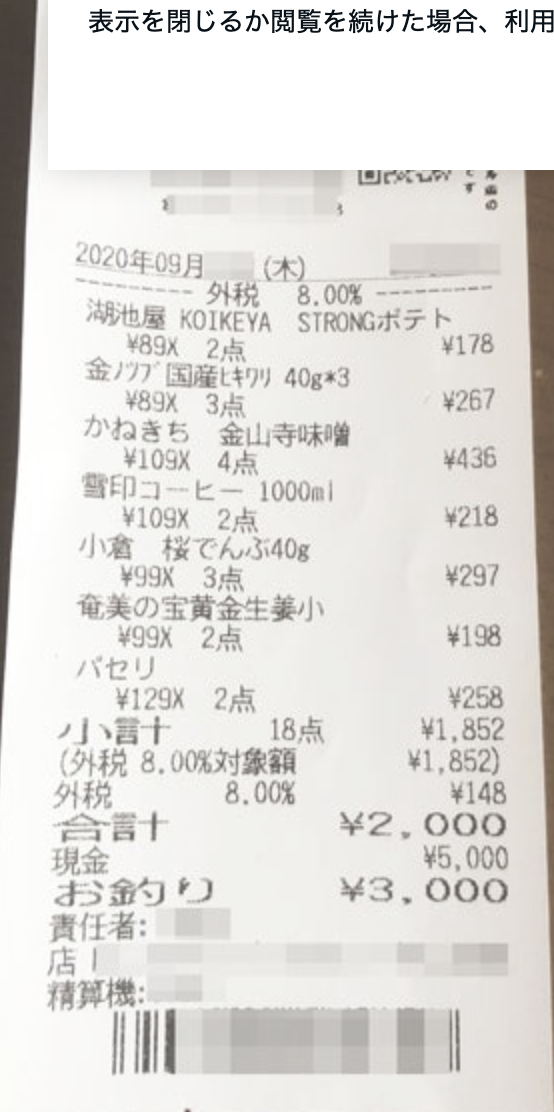 表示を閉じるか閲覧を続けた場合、利用
2020年09月 (木)
外税 8.00%
湖池屋 KOIKEYA STRONGポテト
¥89X 2点 ¥178
金ﾉﾂﾌﾞ国産ﾋｷﾜﾘ 40g*3
¥89X 3点 ¥267
かねきち 金山寺味噌
¥109X 4点 ¥436
雪印コーヒー 1000ml
¥109X 2点 ¥218
小倉 桜でんぶ40g
¥99X 3点 ¥297
奄美の宝黄金生姜小
¥99X 2点 ¥198
パセリ
¥129X 2点 ¥258
小計 18点 ¥1,852
(外税 8.00%対象額 ¥1,852)
外税 8.00% ¥148
合計 ¥2,000
現金 ¥5,000
お釣り ¥3,000
責任者:
店
精算機: